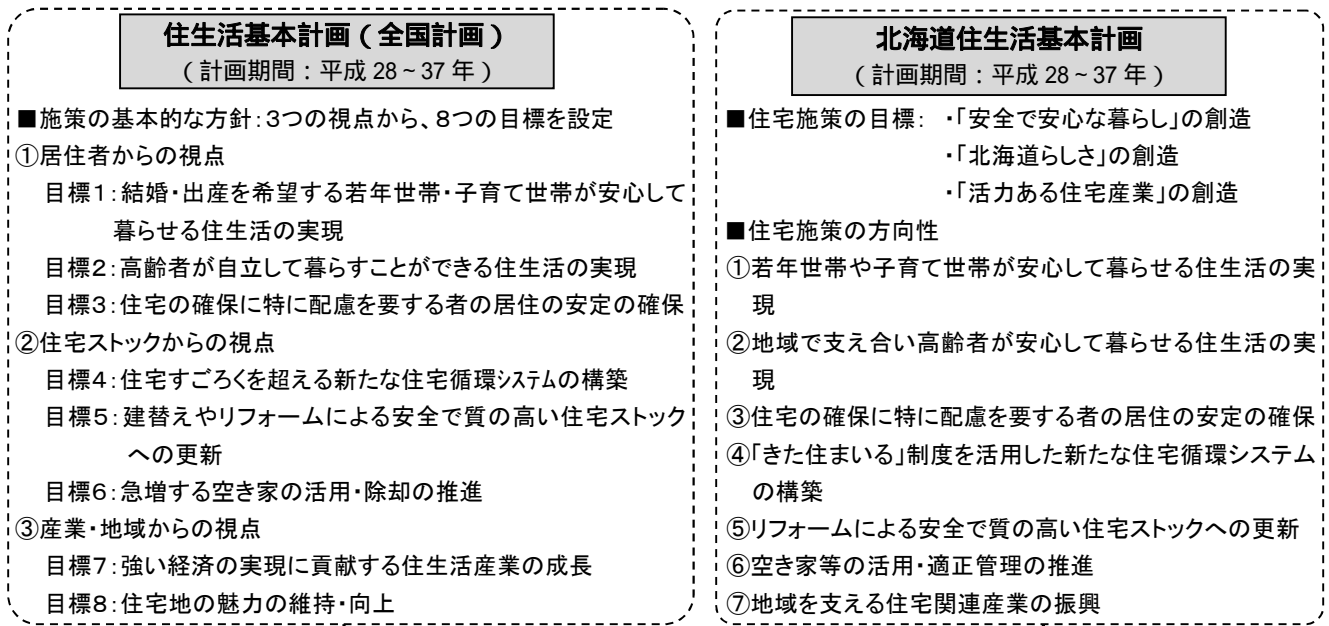 住生活基本計画(全国計画)
(計画期間:平成28~37年)
■施策の基本的な方針:3つの視点から、8つの目標を設定
①居住者からの視点
目標1:結婚・出産を希望する若年世帯・子育て世帯が安心して
暮らせる住生活の実現
目標2:高齢者が自立して暮らすことができる住生活の実現
目標3:住宅の確保に特に配慮を要する者の居住の安定の確保
②住宅ストックからの視点
目標4:住宅すごろくを超える新たな住宅循環システムの構築
目標5:建替えやリフォームによる安全で質の高い住宅ストック
への更新
目標6:急増する空き家の活用・除却の推進
③産業・地域からの視点
目標7:強い経済の実現に貢献する住生活産業の成長
目標8:住宅地の魅力の維持・向上
北海道住生活基本計画
(計画期間:平成28~37年)
■住宅施策の目標: ・「安全で安心な暮らし」の創造
・「北海道らしさ」の創造
・「活力ある住宅産業」の創造
■住宅施策の方向性
①若年世帯や子育て世帯が安心して暮らせる住生活の実
現
②地域で支え合い高齢者が安心して暮らせる住生活の実
現
③住宅の確保に特に配慮を要する者の居住の安定の確保
④「きた住まいる」制度を活用した新たな住宅循環システム
の構築
⑤リフォームによる安全で質の高い住宅ストックへの更新
⑥空き家等の活用・適正管理の推進
⑦地域を支える住宅関連産業の振興